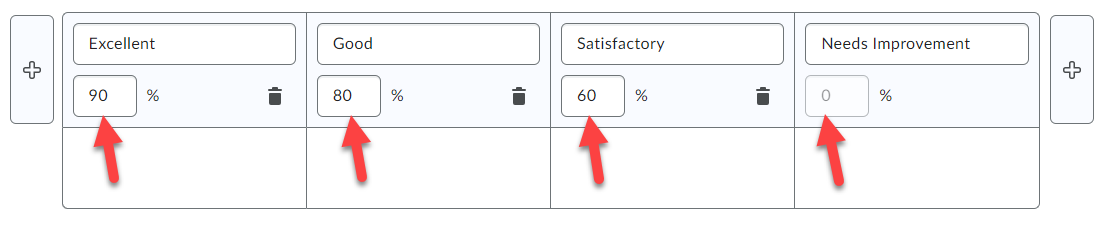 Excellent Good Satisfactory Needs Improvement
90 % 80 % 60 % 0 %